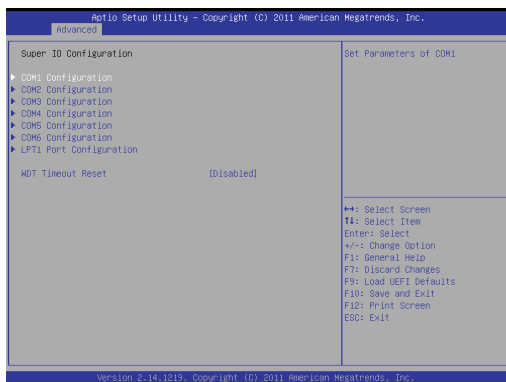 Aptio Setup Utility – Copyright (C) 2011 American Megatrends, Inc.
Advanced
Super IO Configuration
COM1 Configuration
COM2 Configuration
COM3 Configuration
COM4 Configuration
COM5 Configuration
COM6 Configuration
LPT1 Port Configuration
WDT Timeout Reset [Disabled]
Set Parameters of COM1
↔: Select Screen
↑↓: Select Item
Enter: Select
+/-: Change Option
F1: General Help
F7: Discard Changes
F9: Load UEFI Defaults
F10: Save and Exit
F12: Print Screen
ESC: Exit
Version 2.14.1219. Copyright (C) 2011 American Megatrends, Inc.